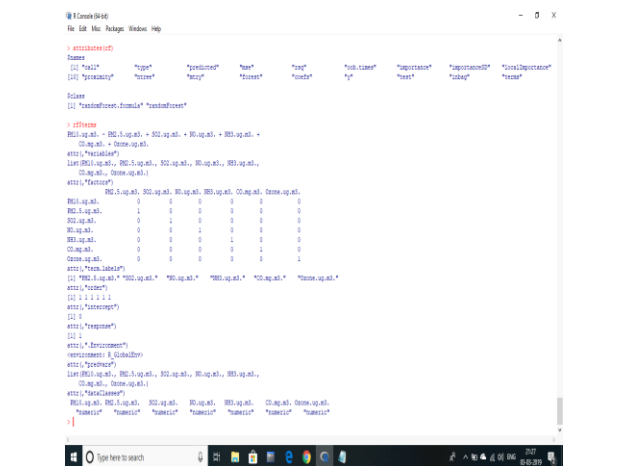 R Console (64-bit)
File Edit Misc Packages Windows Help
> attributes(rf)
$names
[1] "call" "type" "predicted" "mse" "rsq" "oob.times" "importance" "importanceSD" "localImportance"
[10] "proximity" "ntree" "mtry" "forest" "coefs" "y" "test" "inbag" "terms"
$class
[1] "randomForest.formula" "randomForest"
> rf$terms
PM10.ug.m3. ~ PM2.5.ug.m3. + SO2.ug.m3. + NO.ug.m3. + NH3.ug.m3. +
CO.mg.m3. + Ozone.ug.m3.
attr(,"variables")
list(PM10.ug.m3., PM2.5.ug.m3., SO2.ug.m3., NO.ug.m3., NH3.ug.m3.,
CO.mg.m3., Ozone.ug.m3.)
attr(,"factors")
PM2.5.ug.m3. SO2.ug.m3. NO.ug.m3. NH3.ug.m3. CO.mg.m3. Ozone.ug.m3.
PM10.ug.m3. 0 0 0 0 0 0
PM2.5.ug.m3. 1 0 0 0 0 0
SO2.ug.m3. 0 1 0 0 0 0
NO.ug.m3. 0 0 1 0 0 0
NH3.ug.m3. 0 0 0 1 0 0
CO.mg.m3. 0 0 0 0 1 0
Ozone.ug.m3. 0 0 0 0 0 1
attr(,"term.labels")
[1] "PM2.5.ug.m3." "SO2.ug.m3." "NO.ug.m3." "NH3.ug.m3." "CO.mg.m3." "Ozone.ug.m3."
attr(,"order")
[1] 1 1 1 1 1 1
attr(,"intercept")
[1] 0
attr(,"response")
[1] 1
attr(,".Environment")
<environment: R_GlobalEnv>
attr(,"predvars")
list(PM10.ug.m3., PM2.5.ug.m3., SO2.ug.m3., NO.ug.m3., NH3.ug.m3.,
CO.mg.m3., Ozone.ug.m3.)
attr(,"dataClasses")
PM10.ug.m3. PM2.5.ug.m3. SO2.ug.m3. NO.ug.m3. NH3.ug.m3. CO.mg.m3. Ozone.ug.m3.
"numeric" "numeric" "numeric" "numeric" "numeric" "numeric" "numeric"
>
Type here to search
ENG
21:27
03-03-2019